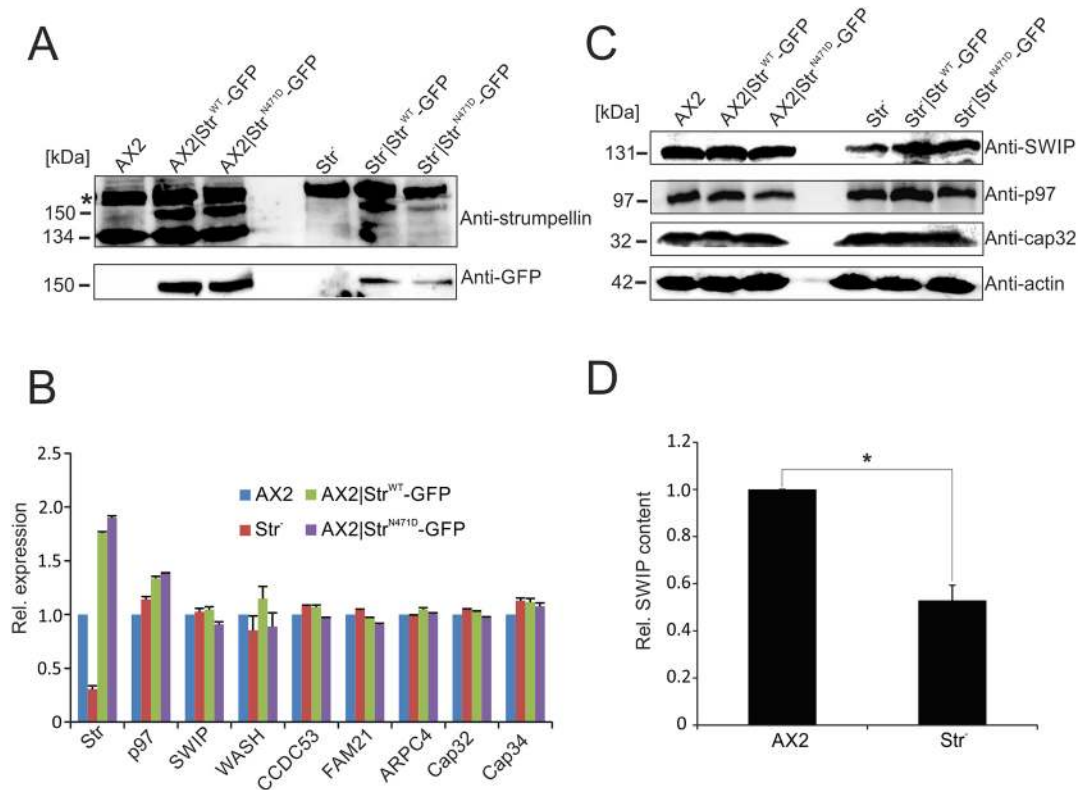 A
[kDa]
AX2
AX2|Str^WT-GFP
AX2|Str^N471D-GFP
Str^-
Str^-|Str^WT-GFP
Str^-|Str^N471D-GFP
*
150
134
Anti-strumpellin
150
Anti-GFP
C
[kDa]
AX2
AX2|Str^WT-GFP
AX2|Str^N471D-GFP
Str^-
Str^-|Str^WT-GFP
Str^-|Str^N471D-GFP
131
Anti-SWIP
97
Anti-p97
32
Anti-cap32
42
Anti-actin
B
Rel. expression
2.5
2.0
1.5
1.0
0.5
0
AX2
AX2|Str^WT-GFP
Str^-
AX2|Str^N471D-GFP
Str
p97
SWIP
WASH
CCDC53
FAM21
ARPC4
Cap32
Cap34
D
Rel. SWIP content
1.2
1.0
0.8
0.6
0.4
0.2
0
*
AX2
Str^-